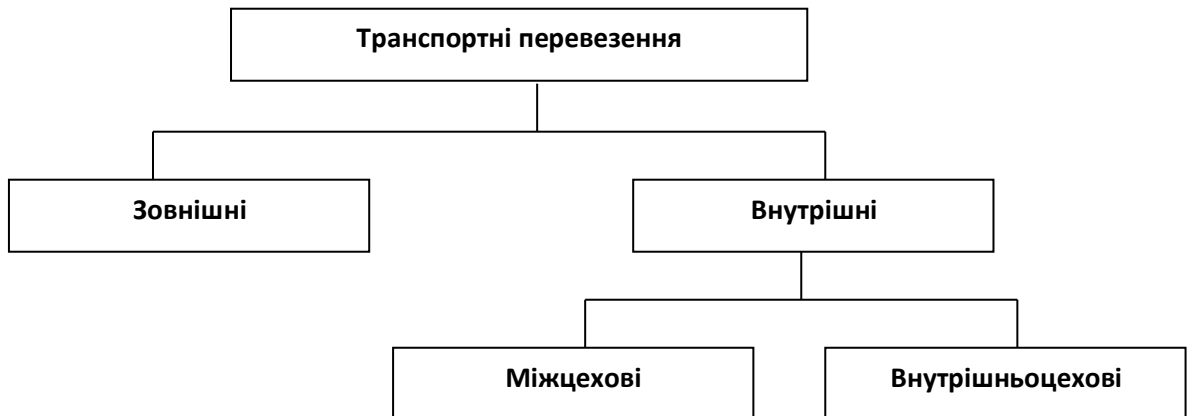 Транспортні перевезення
Зовнішні
Внутрішні
Міжцехові
Внутрішньоцехові